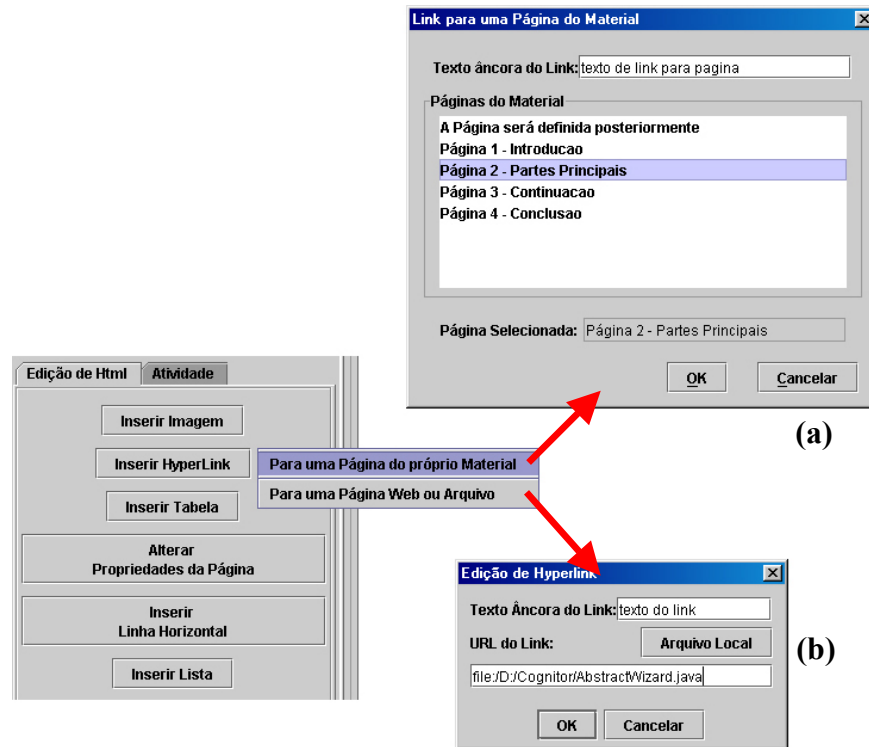 Link para uma Página do Material
Texto âncora do Link: texto de link para pagina
Páginas do Material
A Página será definida posteriormente
Página 1 - Introducao
Página 2 - Partes Principais
Página 3 - Continuacao
Página 4 - Conclusao
Página Selecionada: Página 2 - Partes Principais
OK Cancelar
(a)
Edição de Html Atividade
Inserir Imagem
Inserir HyperLink
Para uma Página do próprio Material
Para uma Página Web ou Arquivo
Inserir Tabela
Alterar
Propriedades da Página
Inserir
Linha Horizontal
Inserir Lista
Edição de Hyperlink
Texto Âncora do Link: texto do link
URL do Link: Arquivo Local
file:/D:/Cognitor/AbstractWizard.java
OK Cancelar
(b)